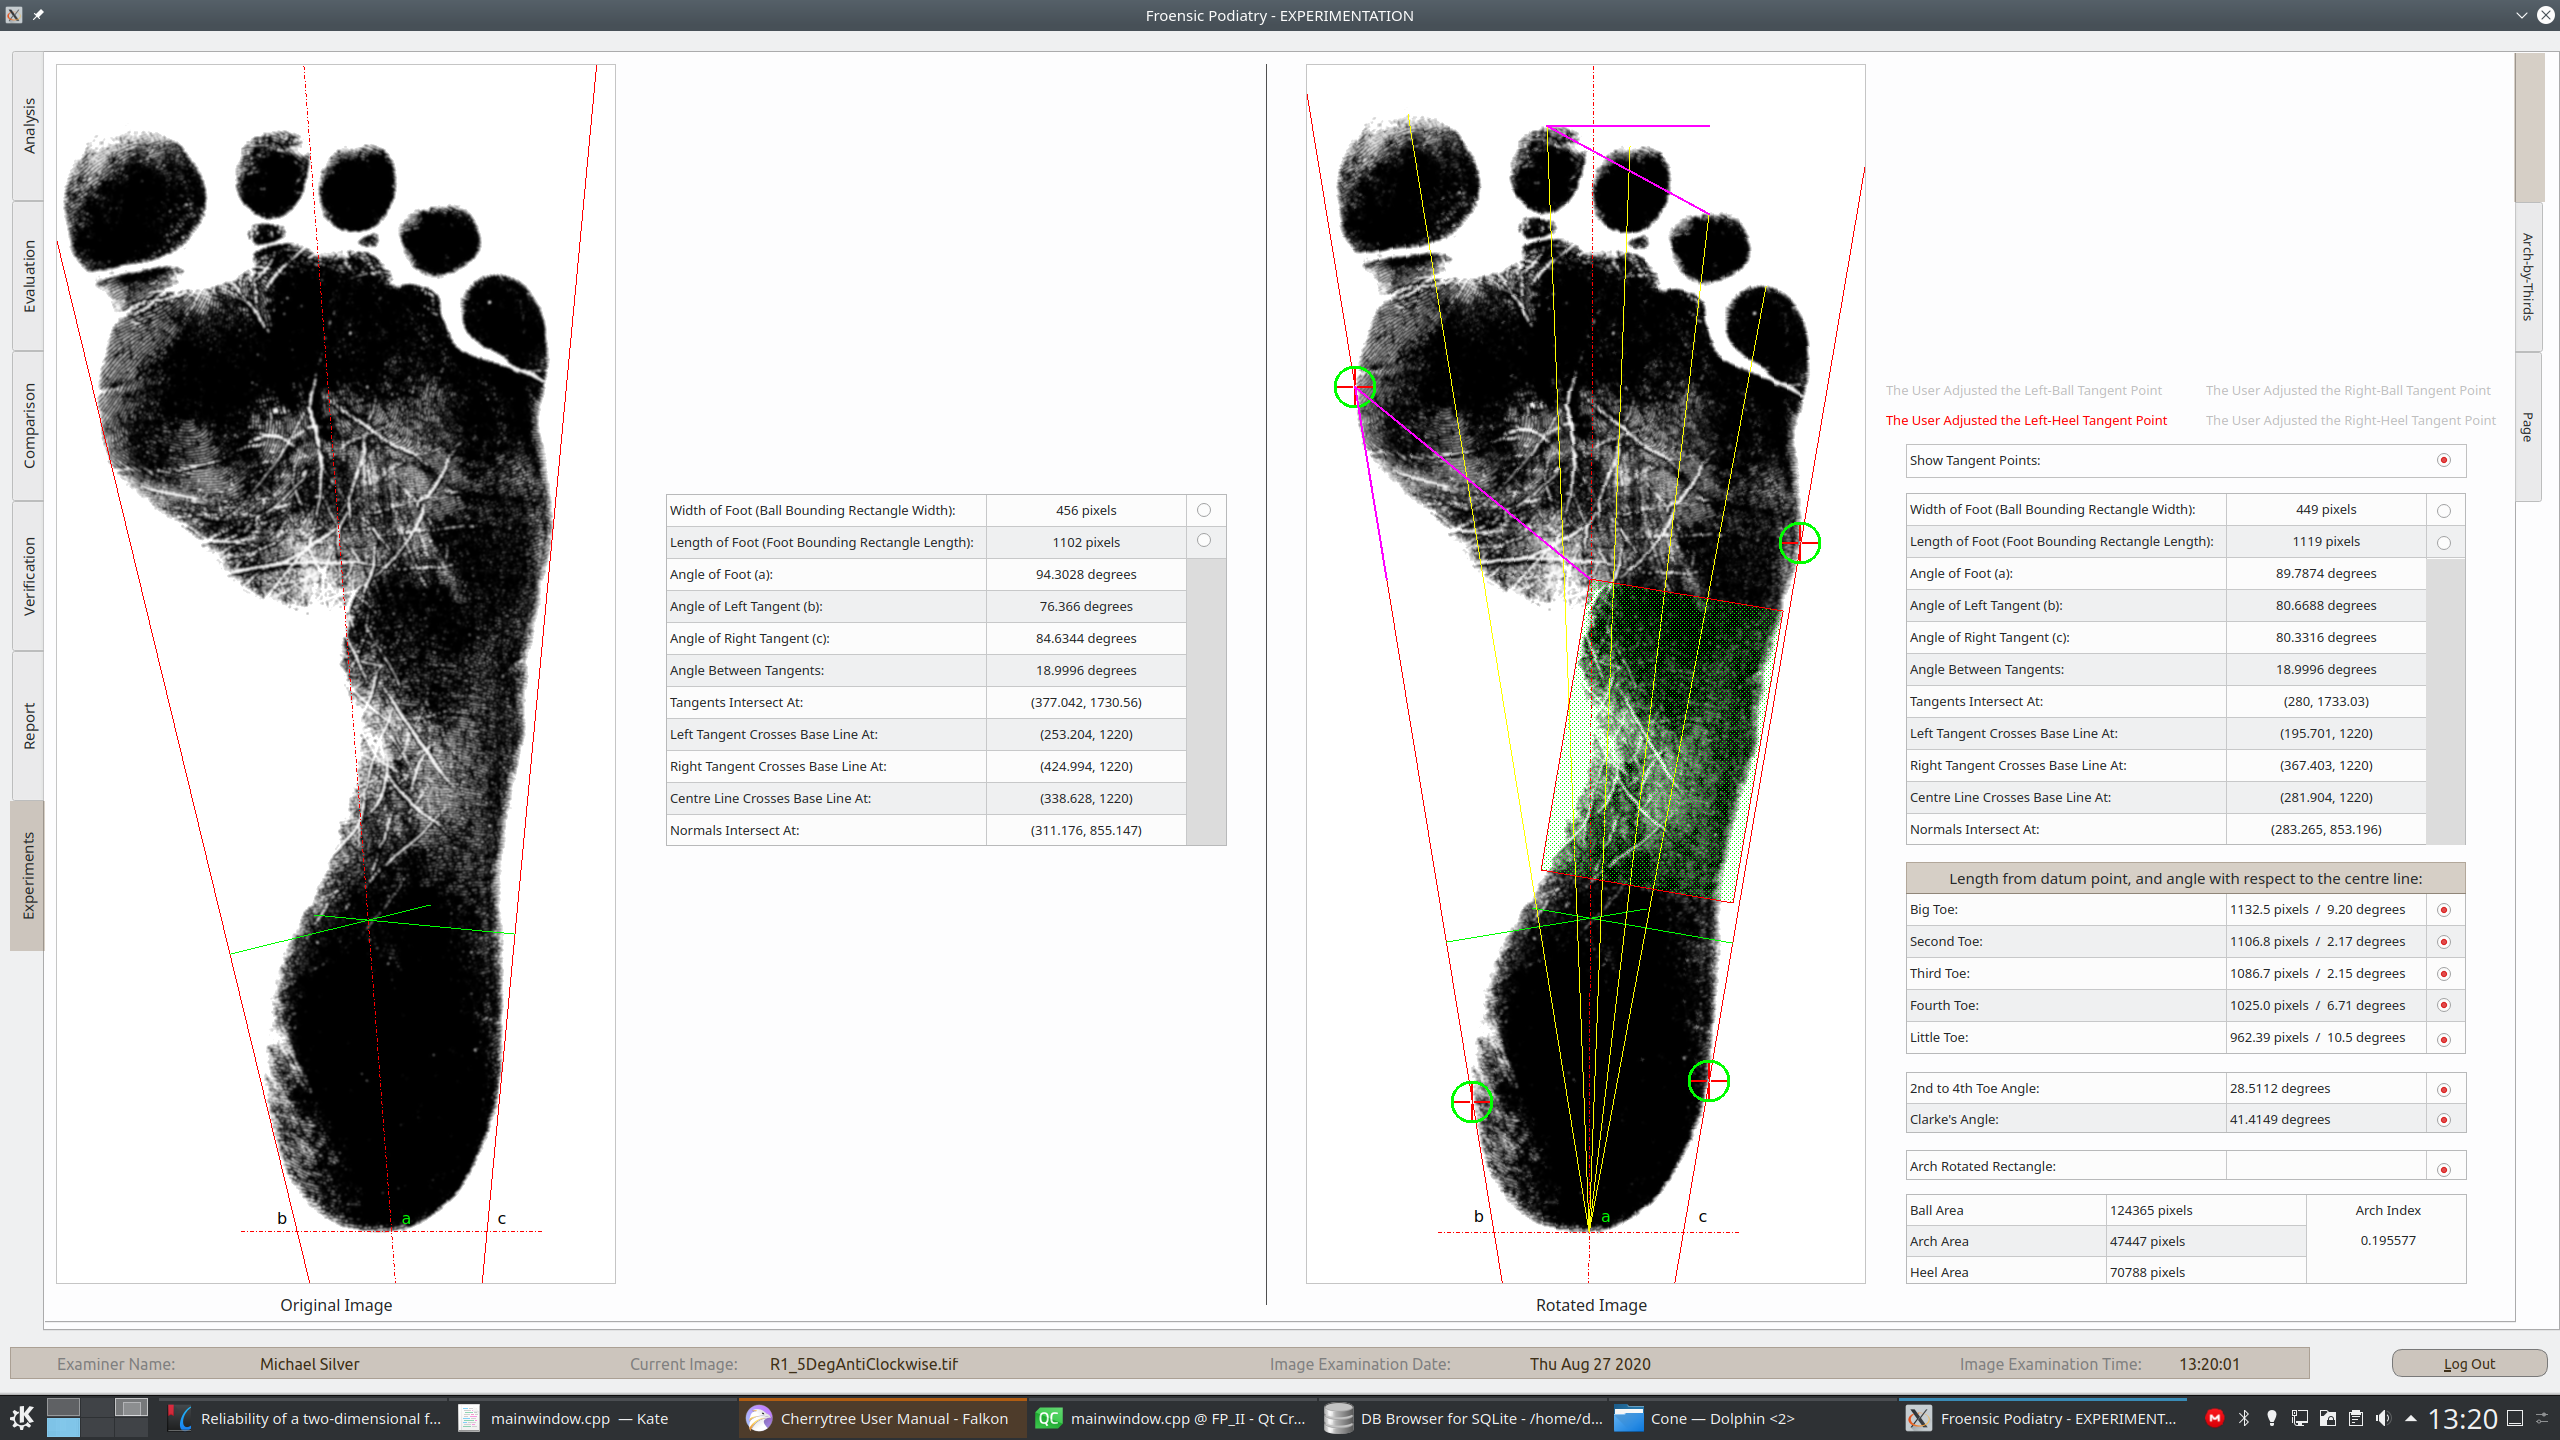 Froensic Podiatry - EXPERIMENTATION
Analysis
Evaluation
Comparison
Verification
Report
Experiments
b a c
Original Image
Width of Foot (Ball Bounding Rectangle Width): 456 pixels
Length of Foot (Foot Bounding Rectangle Length): 1102 pixels
Angle of Foot (a): 94.3028 degrees
Angle of Left Tangent (b): 76.366 degrees
Angle of Right Tangent (c): 84.6344 degrees
Angle Between Tangents: 18.9996 degrees
Tangents Intersect At: (377.042, 1730.56)
Left Tangent Crosses Base Line At: (253.204, 1220)
Right Tangent Crosses Base Line At: (424.994, 1220)
Centre Line Crosses Base Line At: (338.628, 1220)
Normals Intersect At: (311.176, 855.147)
b a c
Rotated Image
Arch-by-Thirds
Page
The User Adjusted the Left-Ball Tangent Point The User Adjusted the Right-Ball Tangent Point
The User Adjusted the Left-Heel Tangent Point The User Adjusted the Right-Heel Tangent Point
Show Tangent Points:
Width of Foot (Ball Bounding Rectangle Width): 449 pixels
Length of Foot (Foot Bounding Rectangle Length): 1119 pixels
Angle of Foot (a): 89.7874 degrees
Angle of Left Tangent (b): 80.6688 degrees
Angle of Right Tangent (c): 80.3316 degrees
Angle Between Tangents: 18.9996 degrees
Tangents Intersect At: (280, 1733.03)
Left Tangent Crosses Base Line At: (195.701, 1220)
Right Tangent Crosses Base Line At: (367.403, 1220)
Centre Line Crosses Base Line At: (281.904, 1220)
Normals Intersect At: (283.265, 853.196)
Length from datum point, and angle with respect to the centre line:
Big Toe: 1132.5 pixels / 9.20 degrees
Second Toe: 1106.8 pixels / 2.17 degrees
Third Toe: 1086.7 pixels / 2.15 degrees
Fourth Toe: 1025.0 pixels / 6.71 degrees
Little Toe: 962.39 pixels / 10.5 degrees
2nd to 4th Toe Angle: 28.5112 degrees
Clarke's Angle: 41.4149 degrees
Arch Rotated Rectangle:
Ball Area 124365 pixels Arch Index
Arch Area 47447 pixels 0.195577
Heel Area 70788 pixels
Examiner Name: Michael Silver Current Image: R1_5DegAntiClockwise.tif Image Examination Date: Thu Aug 27 2020 Image Examination Time: 13:20:01 Log Out
Reliability of a two-dimensional f... mainwindow.cpp — Kate Cherrytree User Manual - Falkon QC mainwindow.cpp @ FP_II - Qt Cr... DB Browser for SQLite - /home/d... Cone — Dolphin <2> Froensic Podiatry - EXPERIMENT... 13:20